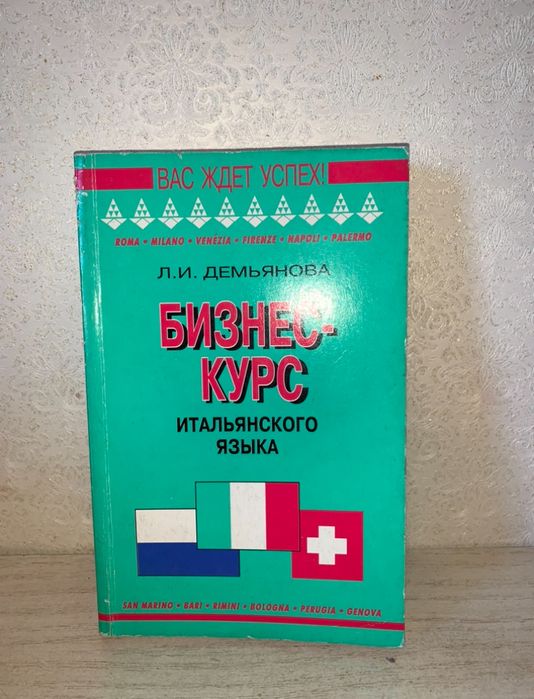 ВАС ЖДЕТ УСПЕХ!
ROMA • MILANO • VENEZIA • FIRENZE • NAPOLI • PALERMO
Л.И. ДЕМЬЯНОВА
БИЗНЕС-
КУРС
ИТАЛЬЯНСКОГО
ЯЗЫКА
SAN MARINO • BARI • RIMINI • BOLOGNA • PERUGIA • GENOVA